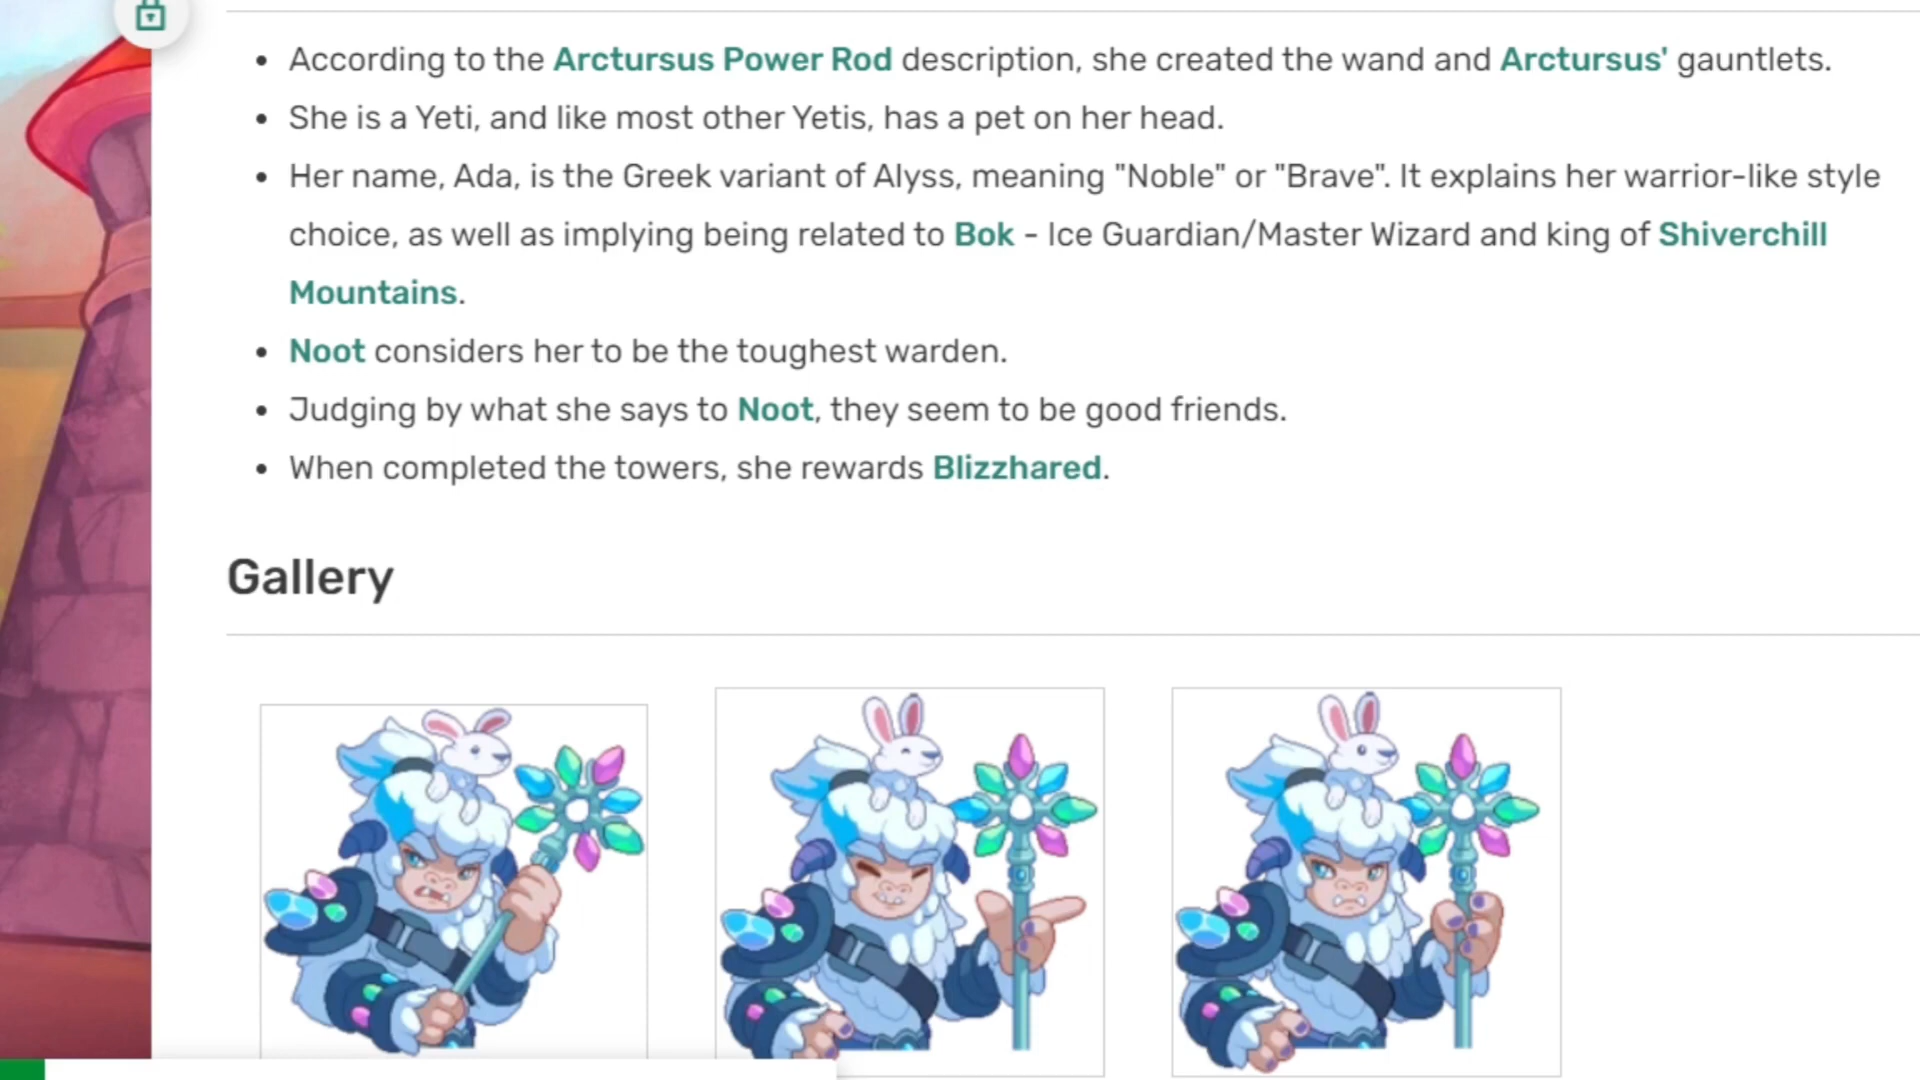 According to the Arctursus Power Rod description, she created the wand and Arctursus' gauntlets.
She is a Yeti, and like most other Yetis, has a pet on her head.
Her name, Ada, is the Greek variant of Alyss, meaning "Noble" or "Brave". It explains her warrior-like style
choice, as well as implying being related to Bok - Ice Guardian/Master Wizard and king of Shiverchill
Mountains.
Noot considers her to be the toughest warden.
Judging by what she says to Noot, they seem to be good friends.
When completed the towers, she rewards Blizzhared.
Gallery